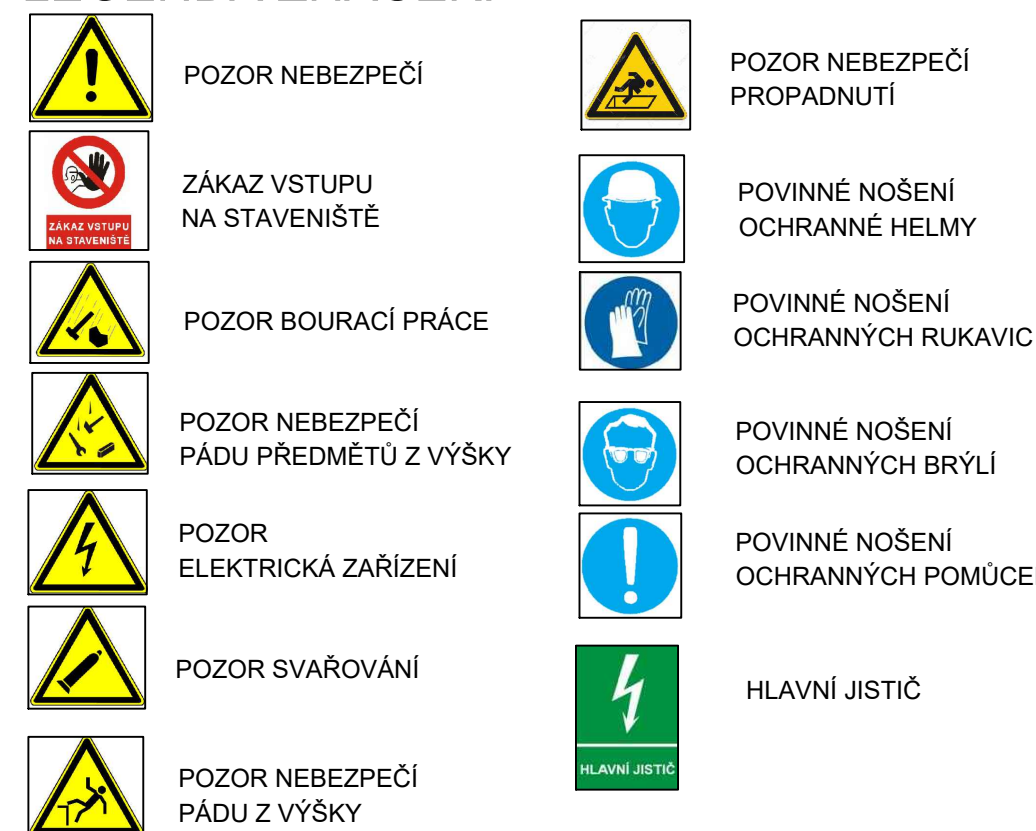 POZOR NEBEZPEČÍ
ZÁKAZ VSTUPU
NA STAVENIŠTĚ
ZÁKAZ VSTUPU
NA STAVENIŠTĚ
POZOR BOURACÍ PRÁCE
POZOR NEBEZPEČÍ
PÁDU PŘEDMĚTŮ Z VÝŠKY
POZOR
ELEKTRICKÁ ZAŘÍZENÍ
POZOR SVAŘOVÁNÍ
POZOR NEBEZPEČÍ
PÁDU Z VÝŠKY
POZOR NEBEZPEČÍ
PROPADNUTÍ
POVINNÉ NOŠENÍ
OCHRANNÉ HELMY
POVINNÉ NOŠENÍ
OCHRANNÝCH RUKAVIC
POVINNÉ NOŠENÍ
OCHRANNÝCH BRÝLÍ
POVINNÉ NOŠENÍ
OCHRANNÝCH POMŮCE
HLAVNÍ JISTIČ
HLAVNÍ JISTIČ